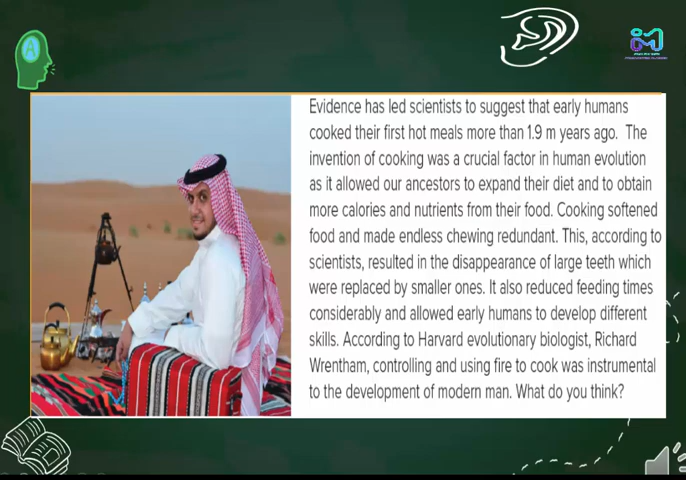 A
Evidence has led scientists to suggest that early humans
cooked their first hot meals more than 1.9 m years ago. The
invention of cooking was a crucial factor in human evolution
as it allowed our ancestors to expand their diet and to obtain
more calories and nutrients from their food. Cooking softened
food and made endless chewing redundant. This, according to
scientists, resulted in the disappearance of large teeth which
were replaced by smaller ones. It also reduced feeding times
considerably and allowed early humans to develop different
skills. According to Harvard evolutionary biologist, Richard
Wrentham, controlling and using fire to cook was instrumental
to the development of modern man. What do you think?